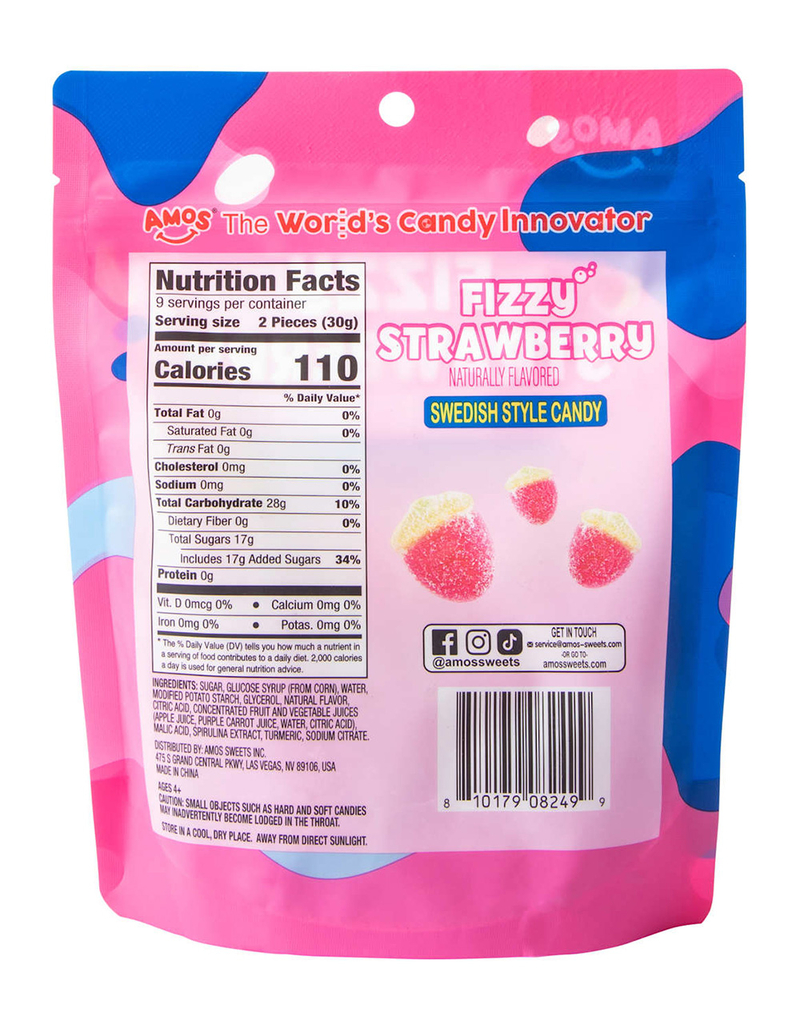 AMOS
AMOS® The World's Candy Innovator
Nutrition Facts
9 servings per container
Serving size 2 Pieces (30g)
Amount per serving
Calories 110
% Daily Value*
Total Fat 0g 0%
Saturated Fat 0g 0%
Trans Fat 0g
Cholesterol 0mg 0%
Sodium 0mg 0%
Total Carbohydrate 28g 10%
Dietary Fiber 0g 0%
Total Sugars 17g
Includes 17g Added Sugars 34%
Protein 0g
Vit. D 0mcg 0% • Calcium 0mg 0%
Iron 0mg 0% • Potas. 0mg 0%
* The % Daily Value (DV) tells you how much a nutrient in
a serving of food contributes to a daily diet. 2,000 calories
a day is used for general nutrition advice.
INGREDIENTS: SUGAR, GLUCOSE SYRUP (FROM CORN), WATER,
MODIFIED POTATO STARCH, GLYCEROL, NATURAL FLAVOR,
CITRIC ACID, CONCENTRATED FRUIT AND VEGETABLE JUICES
(APPLE JUICE, PURPLE CARROT JUICE, WATER, CITRIC ACID),
MALIC ACID, SPIRULINA EXTRACT, TURMERIC, SODIUM CITRATE.
DISTRIBUTED BY: AMOS SWEETS INC.
475 S GRAND CENTRAL PKWY, LAS VEGAS, NV 89106, USA
MADE IN CHINA
AGES 4+
CAUTION: SMALL OBJECTS SUCH AS HARD AND SOFT CANDIES
MAY INADVERTENTLY BECOME LODGED IN THE THROAT.
STORE IN A COOL, DRY PLACE. AWAY FROM DIRECT SUNLIGHT.
FIZZY
STRAWBERRY
NATURALLY FLAVORED
SWEDISH STYLE CANDY
@amossweets
GET IN TOUCH
service@amos-sweets.com
-OR GO TO-
amossweets.com
8 10179 08249 9